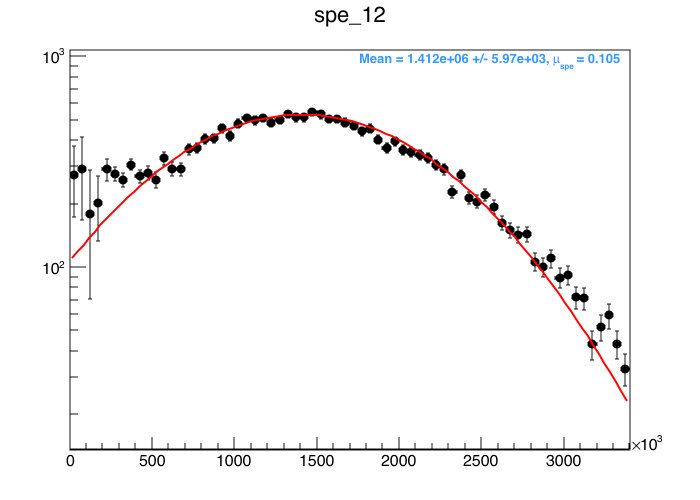 spe_12
Mean = 1.412e+06 +/- 5.97e+03, μspe = 0.105
10³
10²
0 500 1000 1500 2000 2500 3000 ×10³